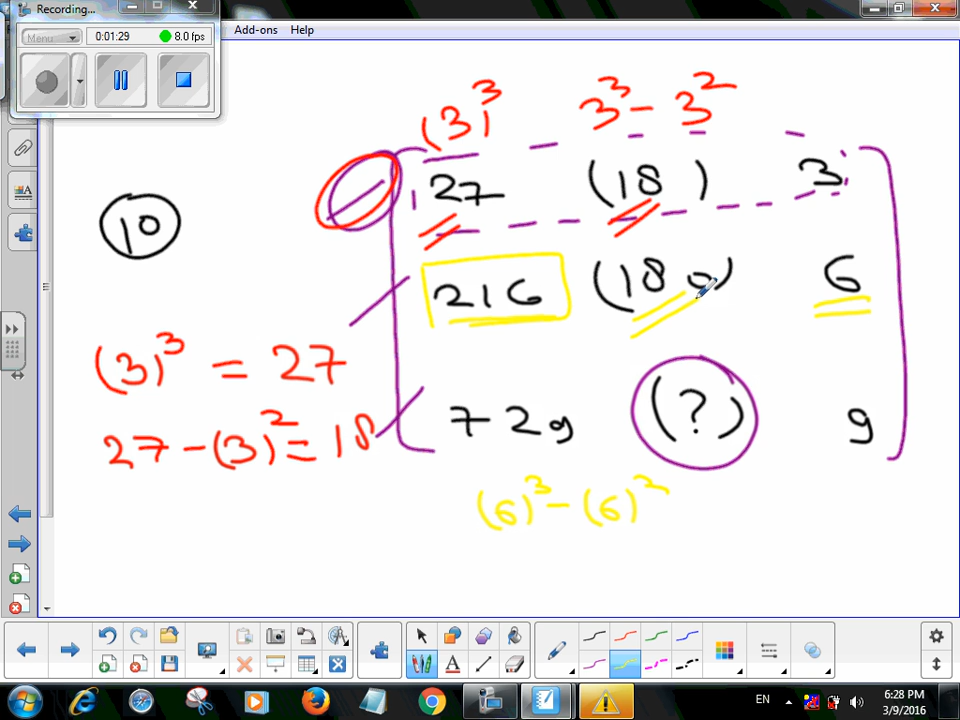 Recording...
Menu
0:01:29
8.0 fps
Add-ons Help
(3)³ 3³ - 3²
27 (18) 3
10
216 (180) 6
(3)³ = 27
27 - (3)² = 18
729 (?) 9
(6)³ - (6)²
A
EN
6:28 PM
3/9/2016